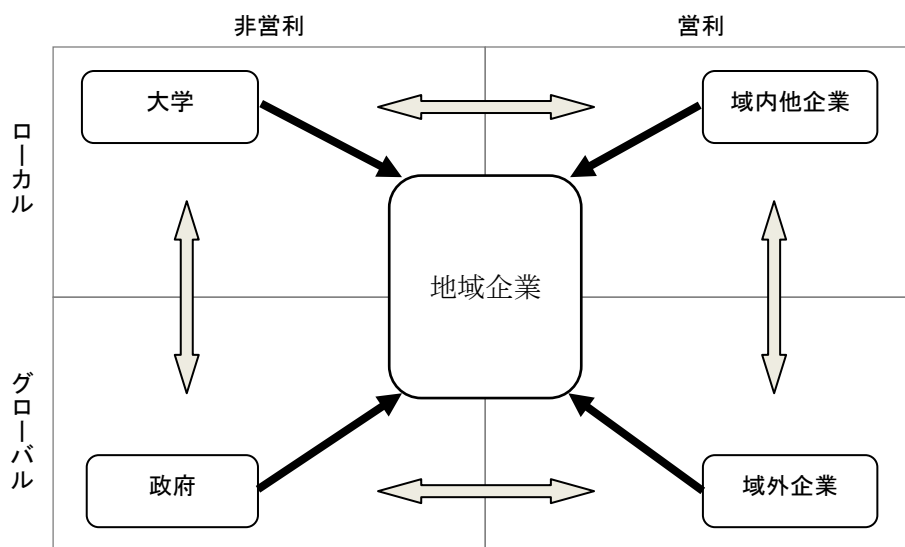 非営利
営利
ローカル
大学
域内他企業
地域企業
グローバル
政府
域外企業